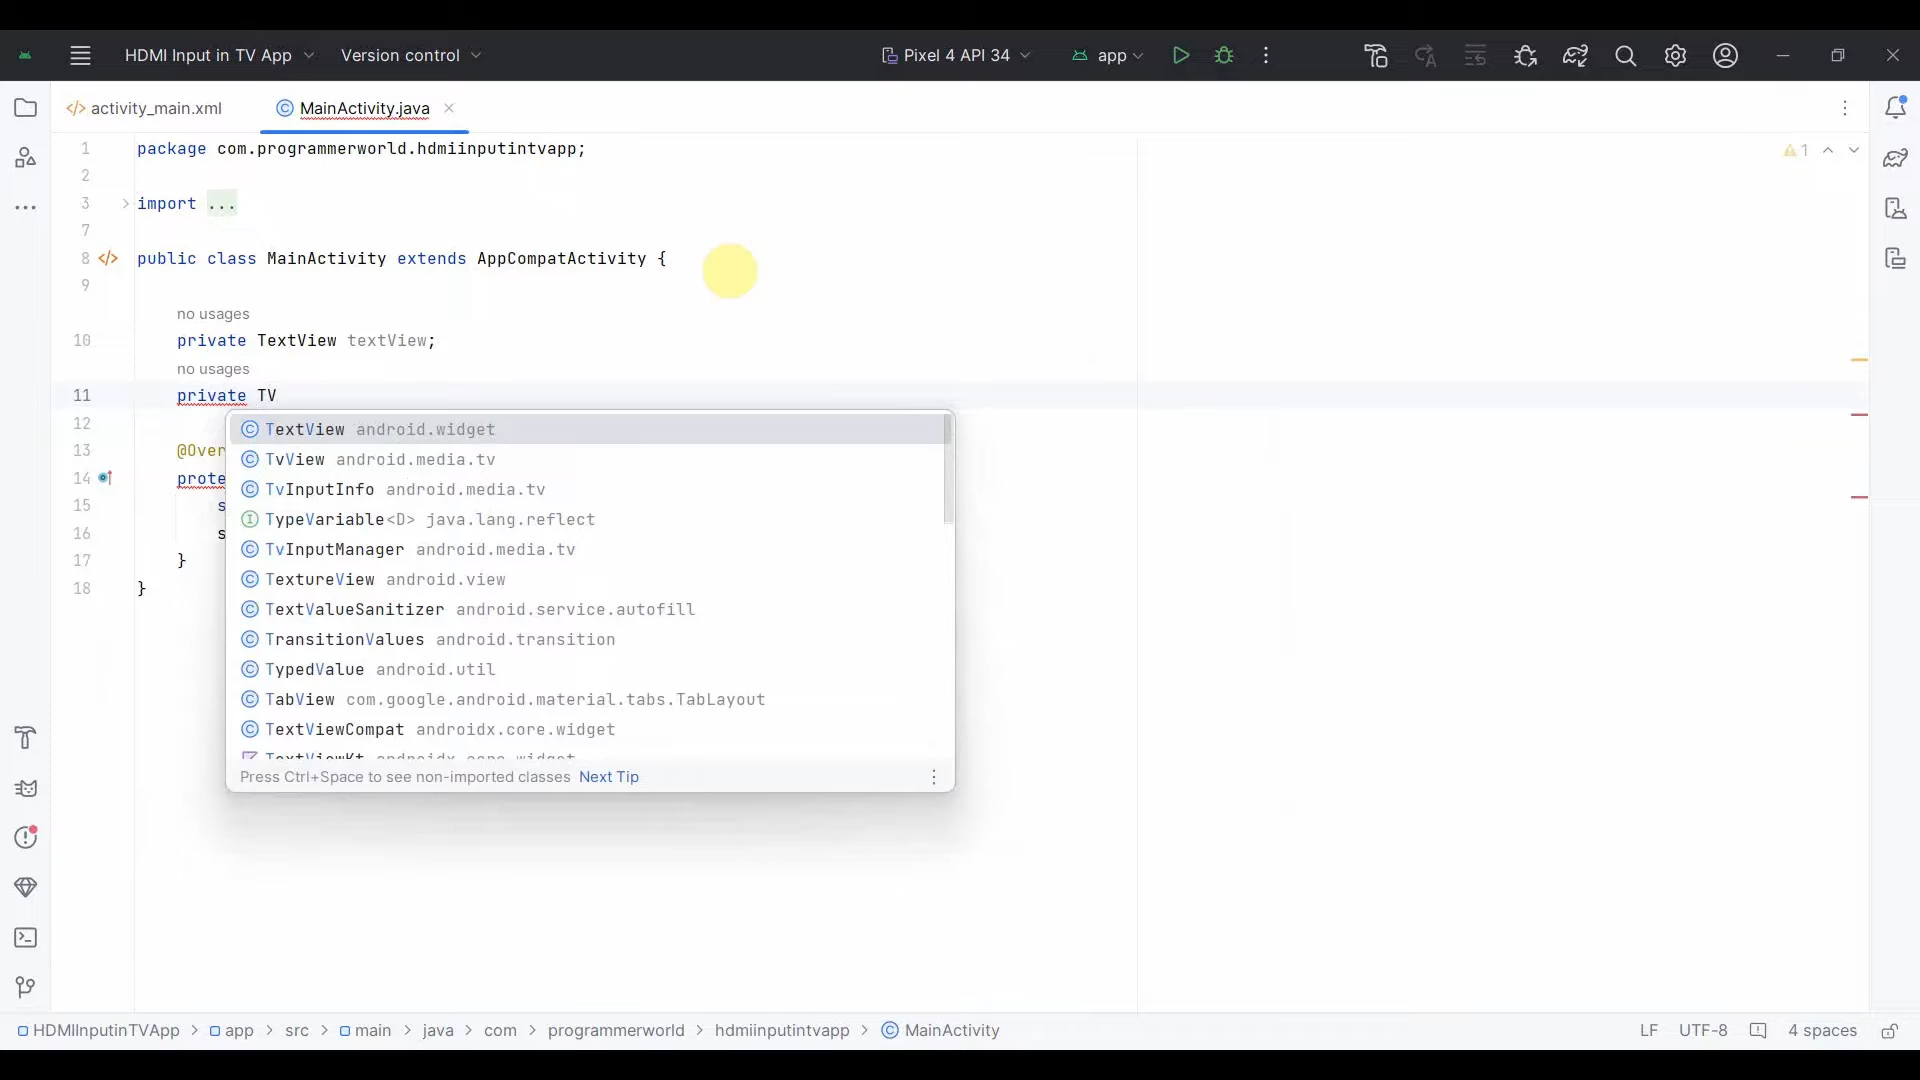 HDMI Input in TV App
Version control
Pixel 4 API 34
app
</> activity_main.xml
MainActivity.java
1 package com.programmerworld.hdmiinputintvapp;
1
2
3 import ...
7
8 public class MainActivity extends AppCompatActivity {
9
no usages
10 private TextView textView;
no usages
11 private TV
12
13 @Over
14 prote
15 s
16 s
17 }
18 }
TextView android.widget
TvView android.media.tv
TvInputInfo android.media.tv
TypeVariable<D> java.lang.reflect
TvInputManager android.media.tv
TextureView android.view
TextValueSanitizer android.service.autofill
TransitionValues android.transition
TypedValue android.util
TabView com.google.android.material.tabs.TabLayout
TextViewCompat androidx.core.widget
TextViewKt androidx.core.widget
Press Ctrl+Space to see non-imported classes Next Tip
HDMIInputinTVApp > app > src > main > java > com > programmerworld > hdmiinputintvapp > MainActivity
LF UTF-8 4 spaces